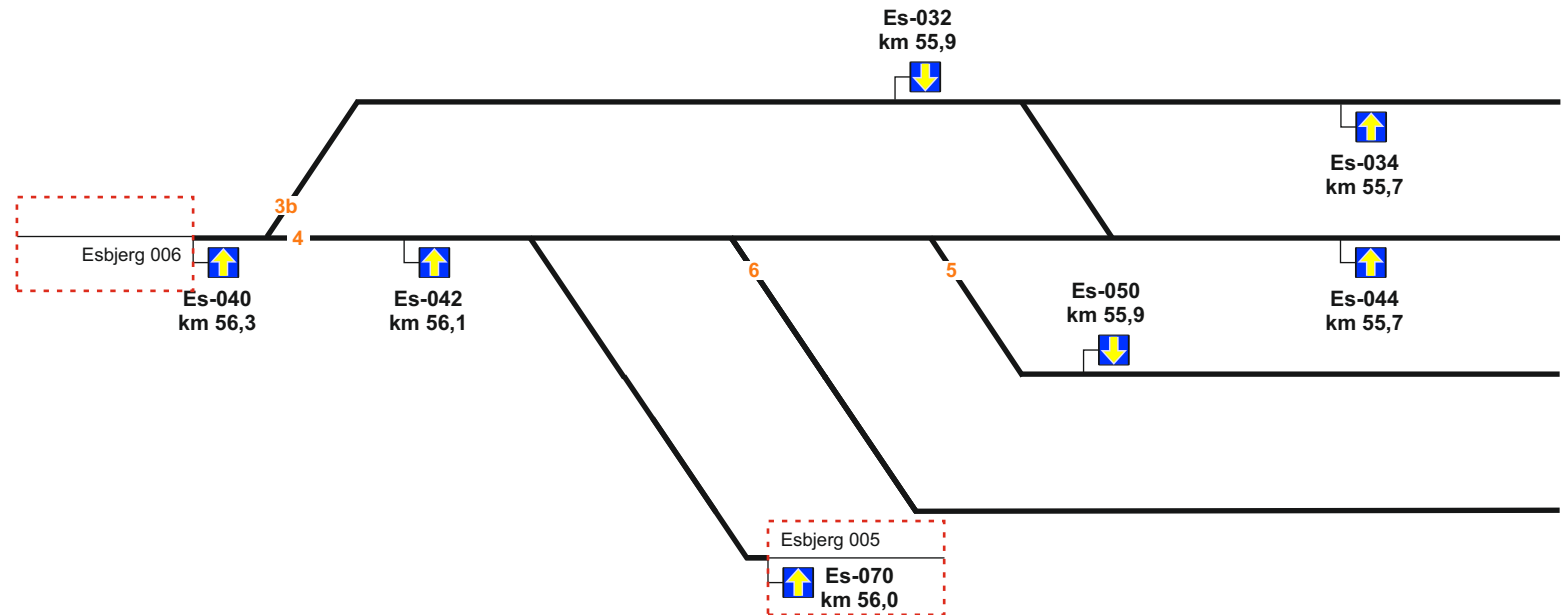 Es-032
km 55,9
Es-034
km 55,7
3b
4
Esbjerg 006
Es-040
km 56,3
Es-042
km 56,1
6
5
Es-050
km 55,9
Es-044
km 55,7
Esbjerg 005
Es-070
km 56,0